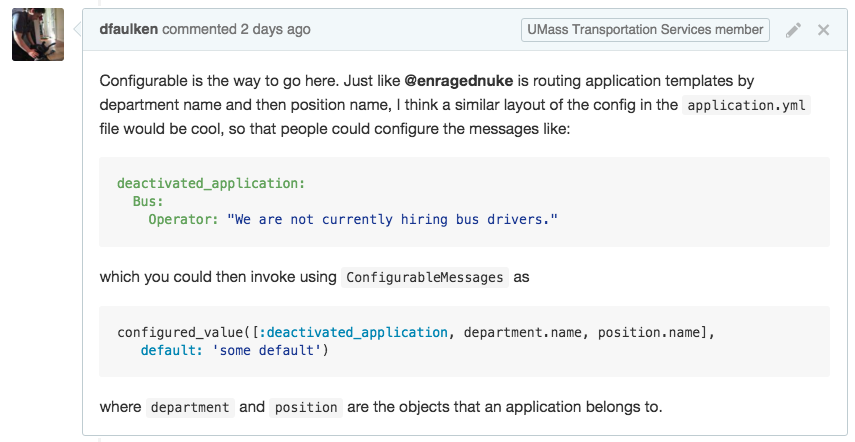 dfaulken commented 2 days ago UMass Transportation Services member
Configurable is the way to go here. Just like @enragednuke is routing application templates by
department name and then position name, I think a similar layout of the config in the application.yml
file would be cool, so that people could configure the messages like:
deactivated_application:
  Bus:
    Operator: "We are not currently hiring bus drivers."
which you could then invoke using ConfigurableMessages as
configured_value([:deactivated_application, department.name, position.name],
   default: 'some default')
where department and position are the objects that an application belongs to.